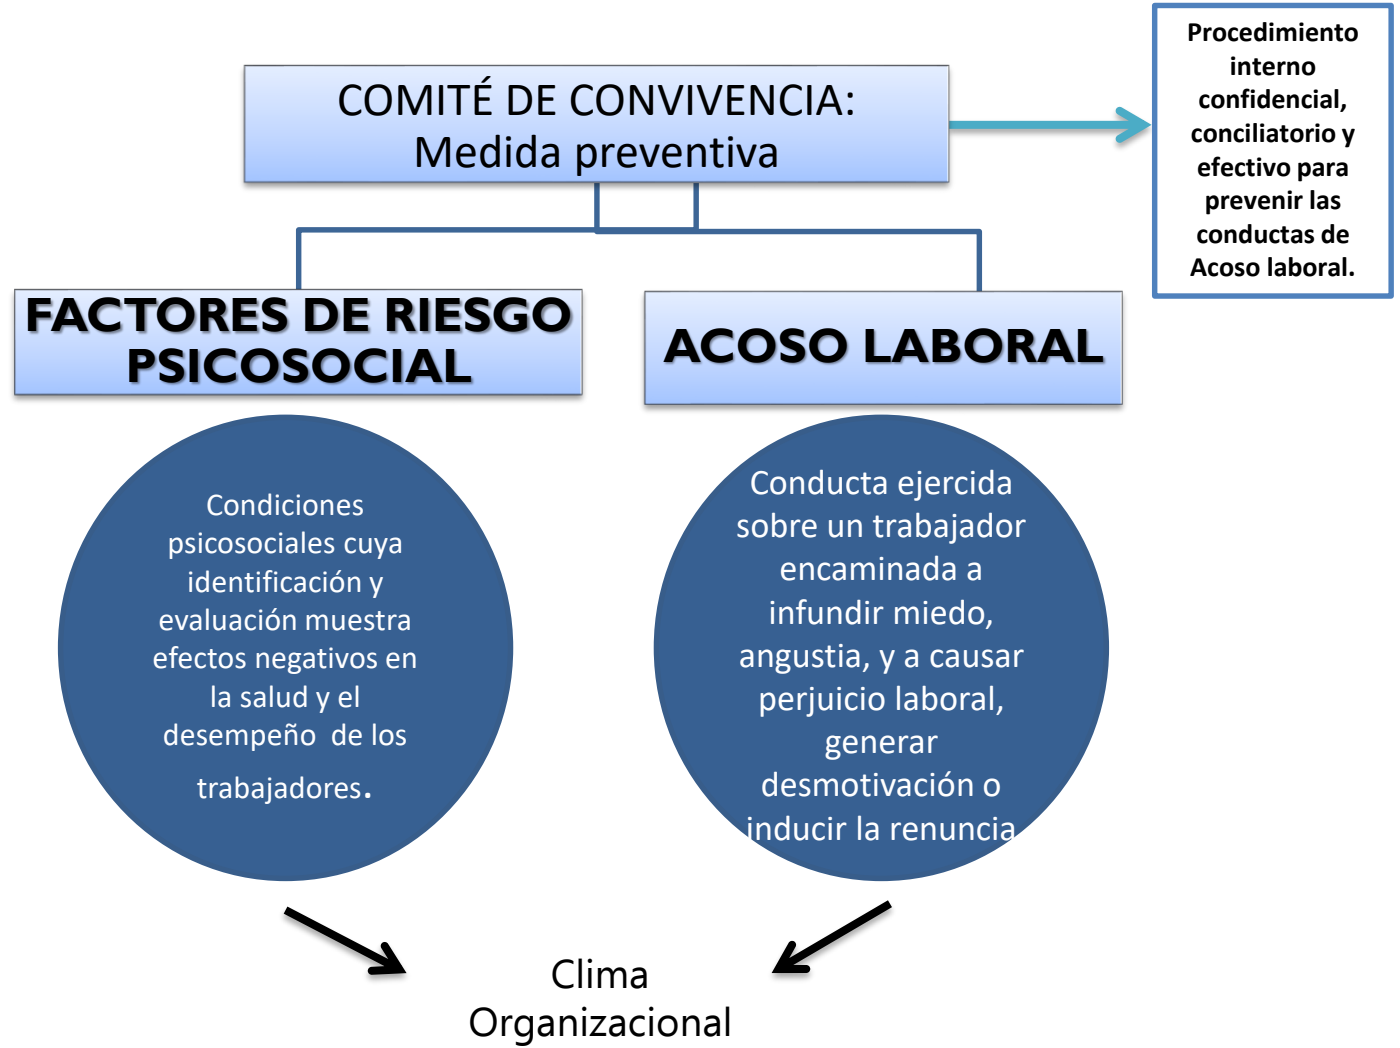 COMITÉ DE CONVIVENCIA:
Medida preventiva
Procedimiento
interno
confidencial,
conciliatorio y
efectivo para
prevenir las
conductas de
Acoso laboral.
FACTORES DE RIESGO
PSICOSOCIAL
ACOSO LABORAL
Condiciones
psicosociales cuya
identificación y
evaluación muestra
efectos negativos en
la salud y el
desempeño de los
trabajadores.
Conducta ejercida
sobre un trabajador
encaminada a
infundir miedo,
angustia, y a causar
perjuicio laboral,
generar
desmotivación o
inducir la renuncia
Clima
Organizacional